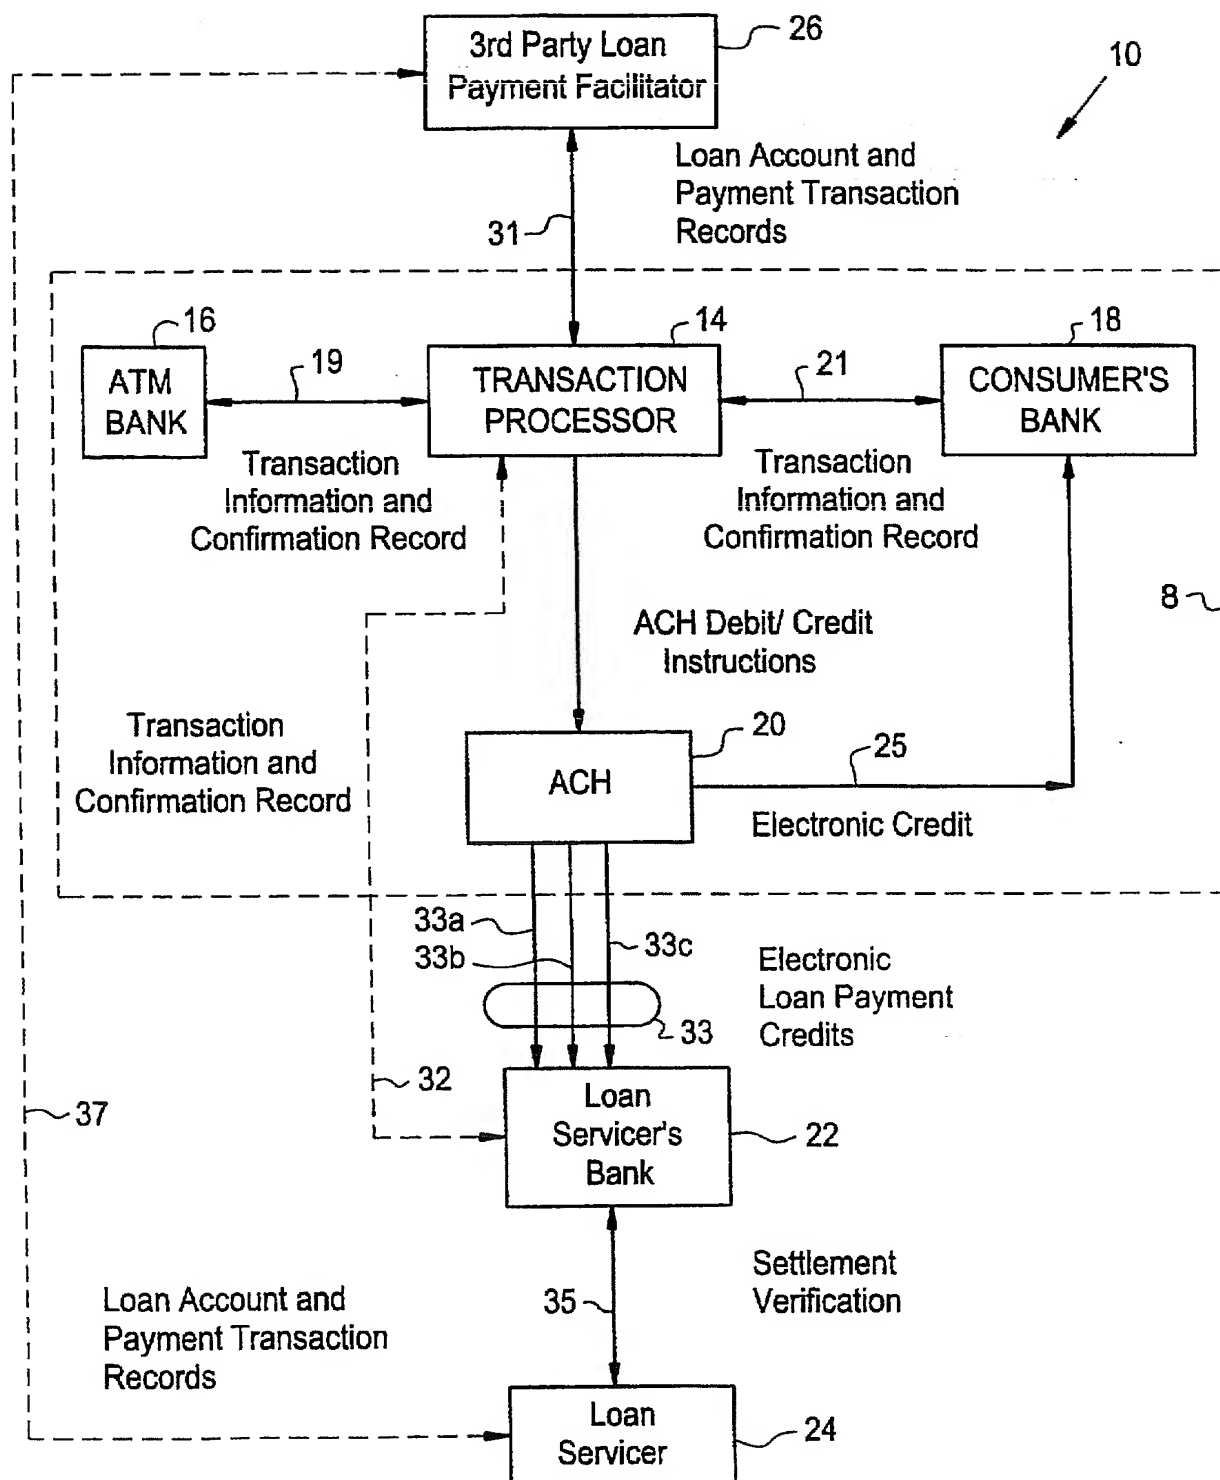 3rd Party Loan
Payment Facilitator
26
10
Loan Account and
Payment Transaction
Records
31
16
14
18
ATM
BANK
19
TRANSACTION
PROCESSOR
21
CONSUMER'S
BANK
Transaction
Information and
Confirmation Record
Transaction
Information and
Confirmation Record
8
ACH Debit/ Credit
Instructions
Transaction
Information and
Confirmation Record
20
ACH
25
Electronic Credit
33a
33b
33c
Electronic
Loan Payment
Credits
33
32
37
Loan
Servicer's
Bank
22
Settlement
Verification
35
Loan Account and
Payment Transaction
Records
Loan
Servicer
24